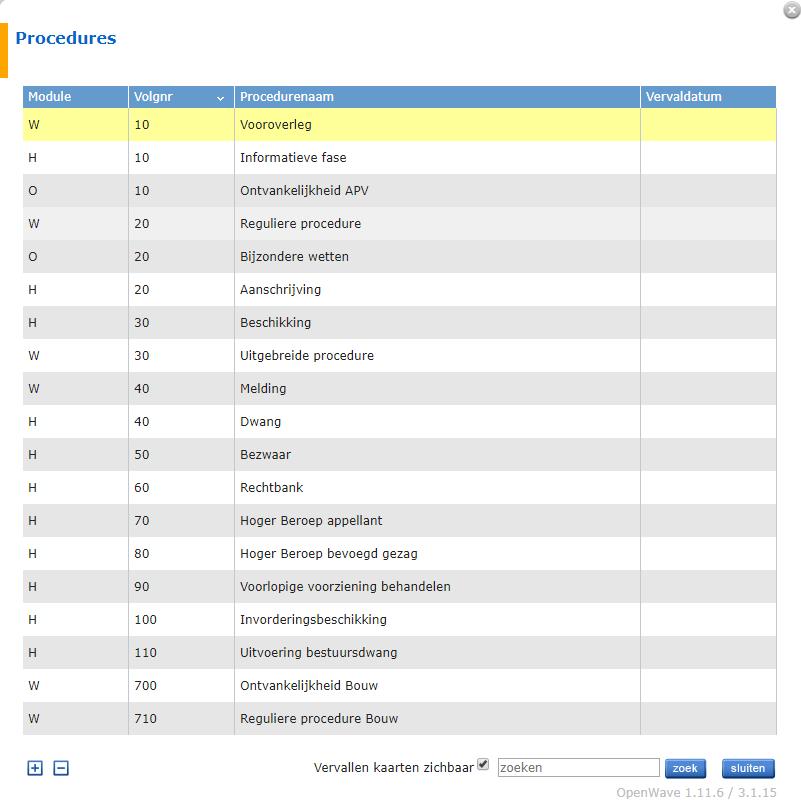 Procedures
Module Volgnr Procedurenaam Vervaldatum
W 10 Vooroverleg
H 10 Informatieve fase
O 10 Ontvankelijkheid APV
W 20 Reguliere procedure
O 20 Bijzondere wetten
H 20 Aanschrijving
H 30 Beschikking
W 30 Uitgebreide procedure
W 40 Melding
H 40 Dwang
H 50 Bezwaar
H 60 Rechtbank
H 70 Hoger Beroep appellant
H 80 Hoger Beroep bevoegd gezag
H 90 Voorlopige voorziening behandelen
H 100 Invorderingsbeschikking
H 110 Uitvoering bestuursdwang
W 700 Ontvankelijkheid Bouw
W 710 Reguliere procedure Bouw
Vervallen kaarten zichbaar zoeken zoek sluiten
OpenWave 1.11.6 / 3.1.15